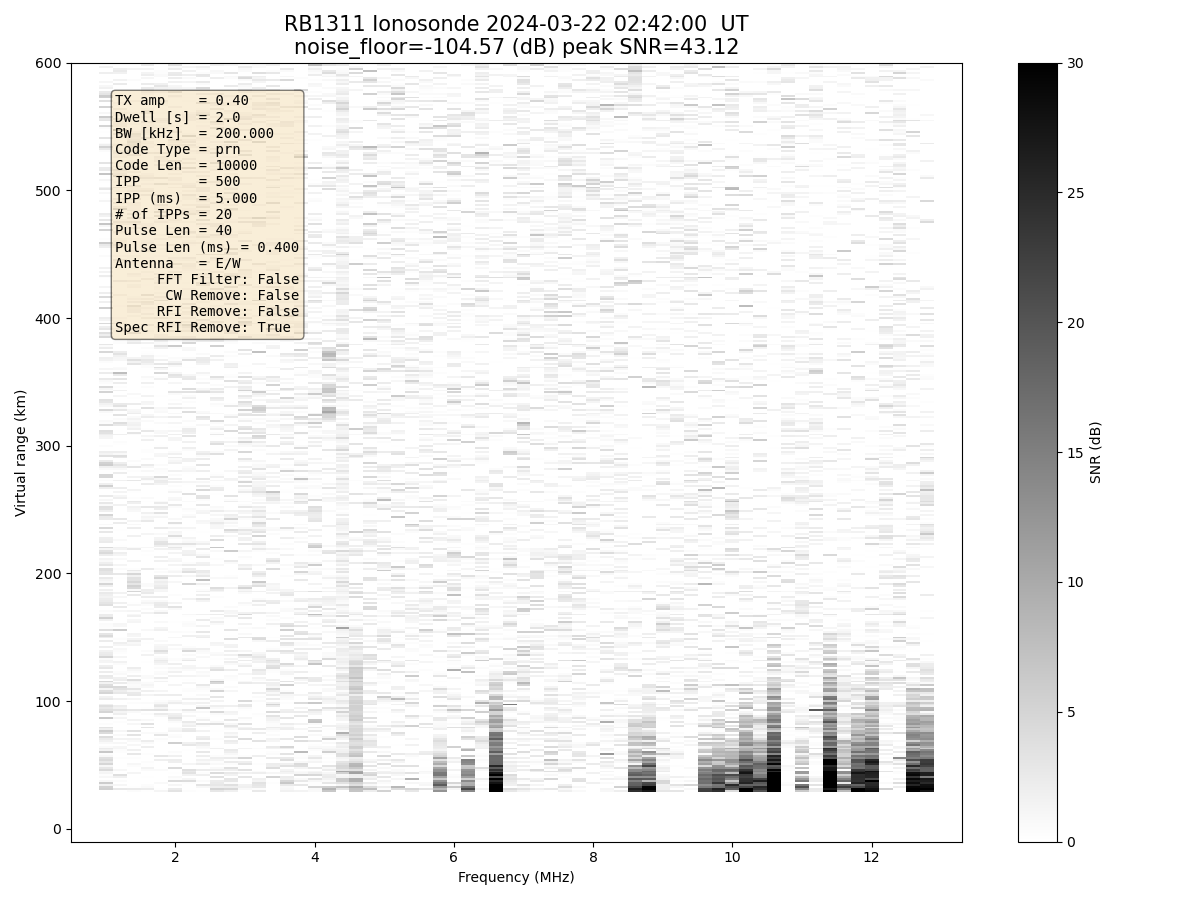 RB1311 Ionosonde 2024-03-22 02:42:00  UT
noise_floor=-104.57 (dB) peak SNR=43.12
TX amp    = 0.40
Dwell [s] = 2.0
BW [kHz]  = 200.000
Code Type = prn
Code Len  = 10000
IPP       = 500
IPP (ms)  = 5.000
# of IPPs = 20
Pulse Len = 40
Pulse Len (ms) = 0.400
Antenna   = E/W
FFT Filter: False
CW Remove: False
RFI Remove: False
Spec RFI Remove: True
600
500
400
300
200
100
0
Virtual range (km)
2 4 6 8 10 12
Frequency (MHz)
30
25
20
15
10
5
0
SNR (dB)